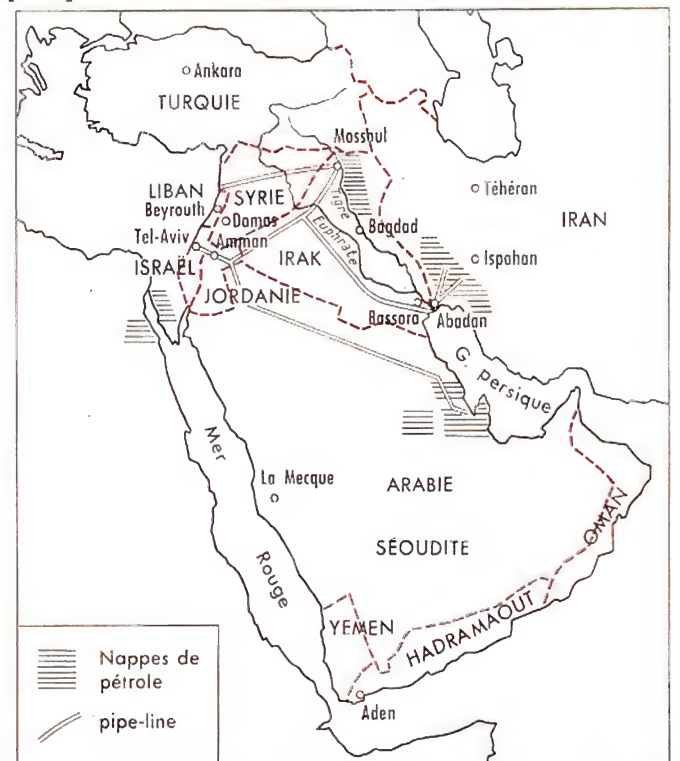 Ankara
TURQUIE
Mossoul
LIBAN
SYRIE
Beyrouth
Damas
Tigre
Bagdad
Téhéran
IRAN
Tel-Aviv
Amman
Euphrate
IRAK
Ispahan
ISRAËL
JORDANIE
Bassora
Abadan
G. persique
Mer
Rouge
La Mecque
ARABIE
SÉOUDITE
OMAN
YEMEN
HADRAMAOUT
Aden
Nappes de
pétrole
pipe-line